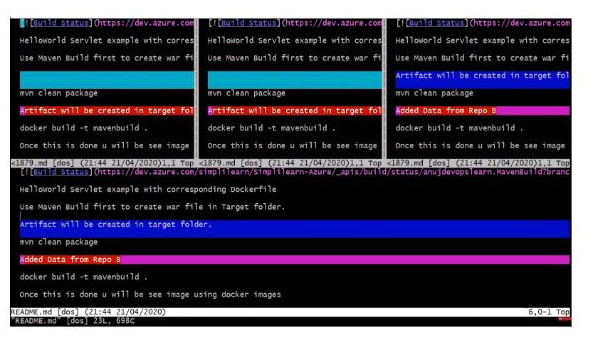 [![Build Status](https://dev.azure.com
HelloWorld Servlet example with corres
Use Maven Build first to create war fi
mvn clean package
Artifact will be created in target fol
docker build -t mavenbuild .
Once this is done u will be see image
<1879.md [dos] (21:44 21/04/2020)1,1 Top
[![Build Status](https://dev.azure.com
HelloWorld Servlet example with corres
Use Maven Build first to create war fi
mvn clean package
Artifact will be created in target fol
docker build -t mavenbuild .
Once this is done u will be see image
<1879.md [dos] (21:44 21/04/2020)1,1 Top
[![Build Status](https://dev.azure.com
HelloWorld Servlet example with corres
Use Maven Build first to create war fi
Artifact will be created in target fol
mvn clean package
Added Data from Repo B
docker build -t mavenbuild .
Once this is done u will be see image
<1879.md [dos] (21:44 21/04/2020)1,1 Top
[![Build Status](https://dev.azure.com/simplilearn/Simplilearn-Azure/_apis/build/status/anujdevopslearn.MavenBuild?branc
HelloWorld Servlet example with corresponding Dockerfile
Use Maven Build first to create war file in Target folder.
Artifact will be created in target folder.
mvn clean package
Added Data from Repo B
docker build -t mavenbuild .
Once this is done u will be see image using docker images
README.md [dos] (21:44 21/04/2020) 6,0-1 Top
"README.md" [dos] 23L, 698C